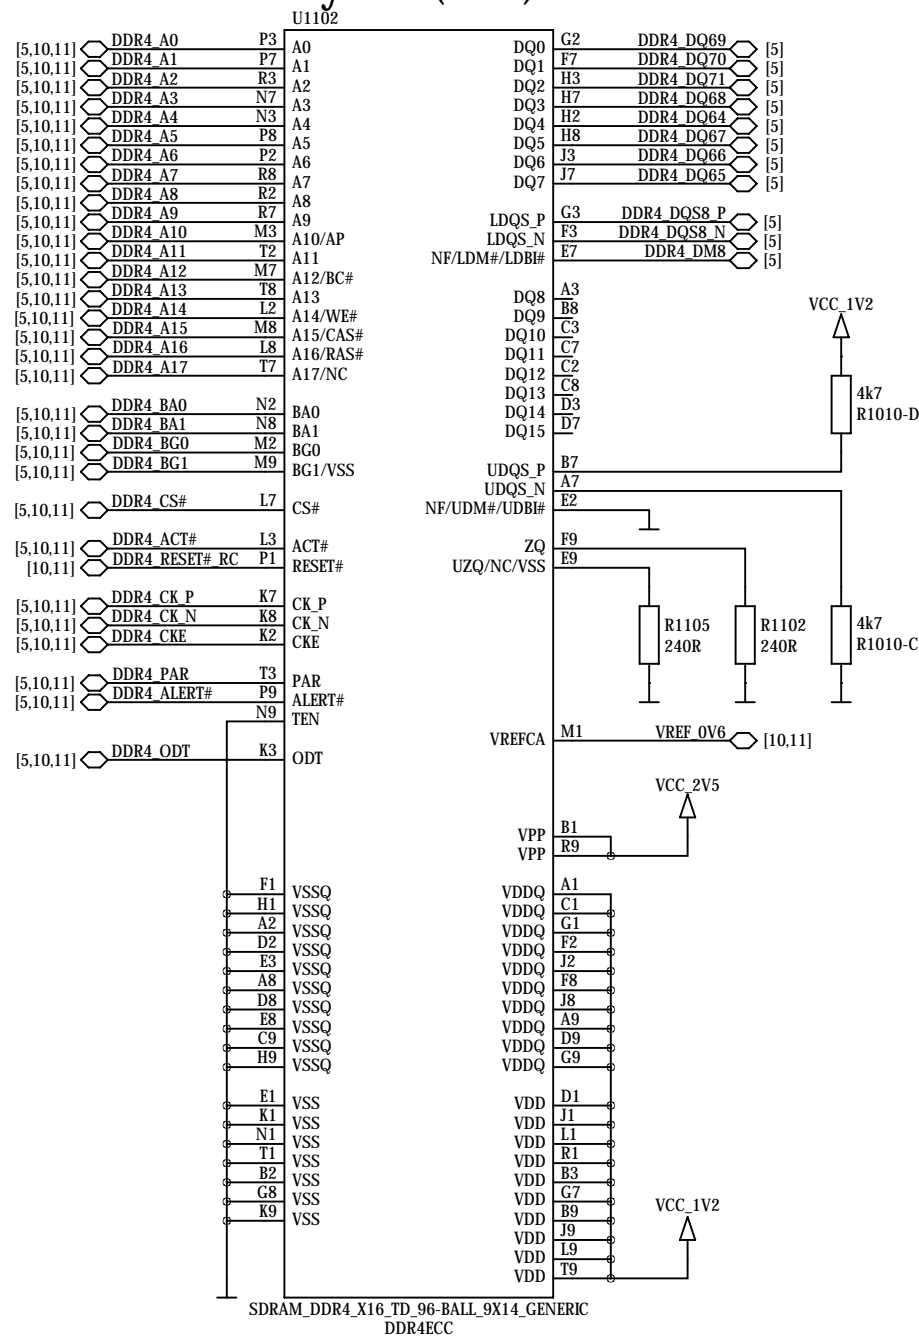 U1102
[5,10,11] DDR4_A0 P3 A0 DQ0 G2 DDR4_DQ69 [5]
[5,10,11] DDR4_A1 P7 A1 DQ1 F7 DDR4_DQ70 [5]
[5,10,11] DDR4_A2 R3 A2 DQ2 H3 DDR4_DQ71 [5]
[5,10,11] DDR4_A3 N7 A3 DQ3 H7 DDR4_DQ68 [5]
[5,10,11] DDR4_A4 N3 A4 DQ4 H2 DDR4_DQ64 [5]
[5,10,11] DDR4_A5 P8 A5 DQ5 H8 DDR4_DQ67 [5]
[5,10,11] DDR4_A6 P2 A6 DQ6 J3 DDR4_DQ66 [5]
[5,10,11] DDR4_A7 R8 A7 DQ7 J7 DDR4_DQ65 [5]
[5,10,11] DDR4_A8 R2 A8
[5,10,11] DDR4_A9 R7 A9 LDQS_P G3 DDR4_DQS8_P [5]
[5,10,11] DDR4_A10 M3 A10/AP LDQS_N F3 DDR4_DQS8_N [5]
[5,10,11] DDR4_A11 T2 A11 NF/LDM#/LDBI# E7 DDR4_DM8 [5]
[5,10,11] DDR4_A12 M7 A12/BC#
[5,10,11] DDR4_A13 T8 A13 DQ8 A3
[5,10,11] DDR4_A14 L2 A14/WE# DQ9 B8
VCC_1V2
[5,10,11] DDR4_A15 M8 A15/CAS# DQ10 C3
[5,10,11] DDR4_A16 L8 A16/RAS# DQ11 C7
[5,10,11] DDR4_A17 T7 A17/NC DQ12 C2
DQ13 C8
4k7
R1010-D
[5,10,11] DDR4_BA0 N2 BA0 DQ14 D3
[5,10,11] DDR4_BA1 N8 BA1 DQ15 D7
[5,10,11] DDR4_BG0 M2 BG0
[5,10,11] DDR4_BG1 M9 BG1/VSS UDQS_P B7
UDQS_N A7
[5,10,11] DDR4_CS# L7 CS# NF/UDM#/UDBI# E2
[5,10,11] DDR4_ACT# L3 ACT# ZQ F9
[10,11] DDR4_RESET#_RC P1 RESET# UZQ/NC/VSS E9
[5,10,11] DDR4_CK_P K7 CK_P
[5,10,11] DDR4_CK_N K8 CK_N R1105 R1102 4k7
[5,10,11] DDR4_CKE K2 CKE 240R 240R R1010-C
[5,10,11] DDR4_PAR T3 PAR
[5,10,11] DDR4_ALERT# P9 ALERT#
N9 TEN
VREFCA M1 VREF_0V6 [10,11]
[5,10,11] DDR4_ODT K3 ODT
VCC_2V5
VPP B1
VPP R9
F1 VSSQ VDDQ A1
H1 VSSQ VDDQ C1
A2 VSSQ VDDQ G1
D2 VSSQ VDDQ F2
E3 VSSQ VDDQ J2
A8 VSSQ VDDQ F8
D8 VSSQ VDDQ J8
E8 VSSQ VDDQ A9
C9 VSSQ VDDQ D9
H9 VSSQ VDDQ G9
E1 VSS VDD D1
K1 VSS VDD J1
N1 VSS VDD L1
T1 VSS VDD R1
B2 VSS VDD B3
G8 VSS VDD G7
K9 VSS VDD B9
VCC_1V2
VDD J9
VDD L9
VDD T9
SDRAM_DDR4_X16_TD_96-BALL_9X14_GENERIC
DDR4ECC